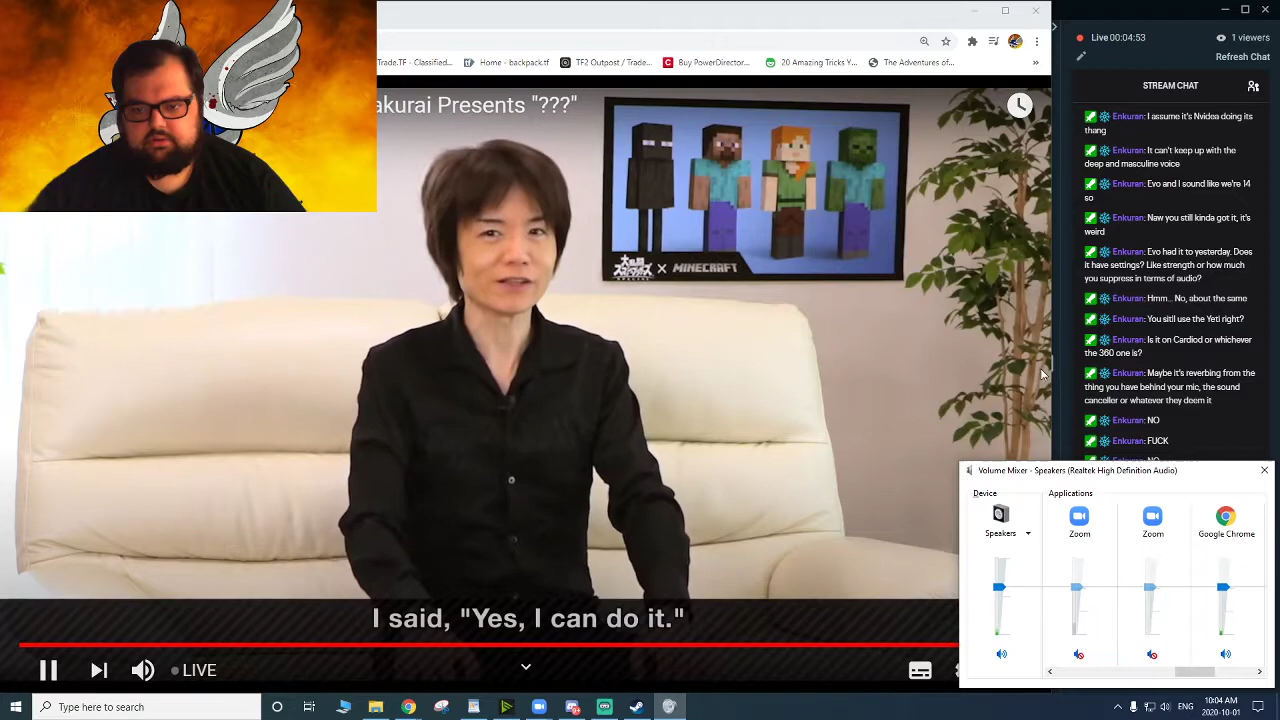 Live 00:04:53
1 viewers
Refresh Chat
Trade.TF - Classified...
Home - backpack.tf
TF2 Outpost / Trade...
Buy PowerDirector...
20 Amazing Tricks Y...
The Adventures of...
»
akurai Presents "???"
STREAM CHAT
Enkuran: I assume it's Nvidea doing its
thang
Enkuran: It can't keep up with the
deep and masculine voice
Enkuran: Evo and I sound like we're 14
so
Enkuran: Naw you still kinda got it, it's
weird
Enkuran: Evo had it to yesterday. Does
it have settings? Like strength or how much
you suppress in terms of audio?
Enkuran: Hmm... No, about the same
Enkuran: You sitll use the Yeti right?
Enkuran: Is it on Cardiod or whichever
the 360 one is?
Enkuran: Maybe it's reverbing from the
thing you have behind your mic, the sound
cancellor or whatever they deem it
Enkuran: NO
Enkuran: FUCK
Enkuran: NO
X MINECRAFT
Volume Mixer - Speakers (Realtek High Definition Audio)
Device
Applications
Speakers
Zoom
Zoom
Google Chrome
I said, "Yes, I can do it."
LIVE
Type here to search
10:04 AM
2020-10-01